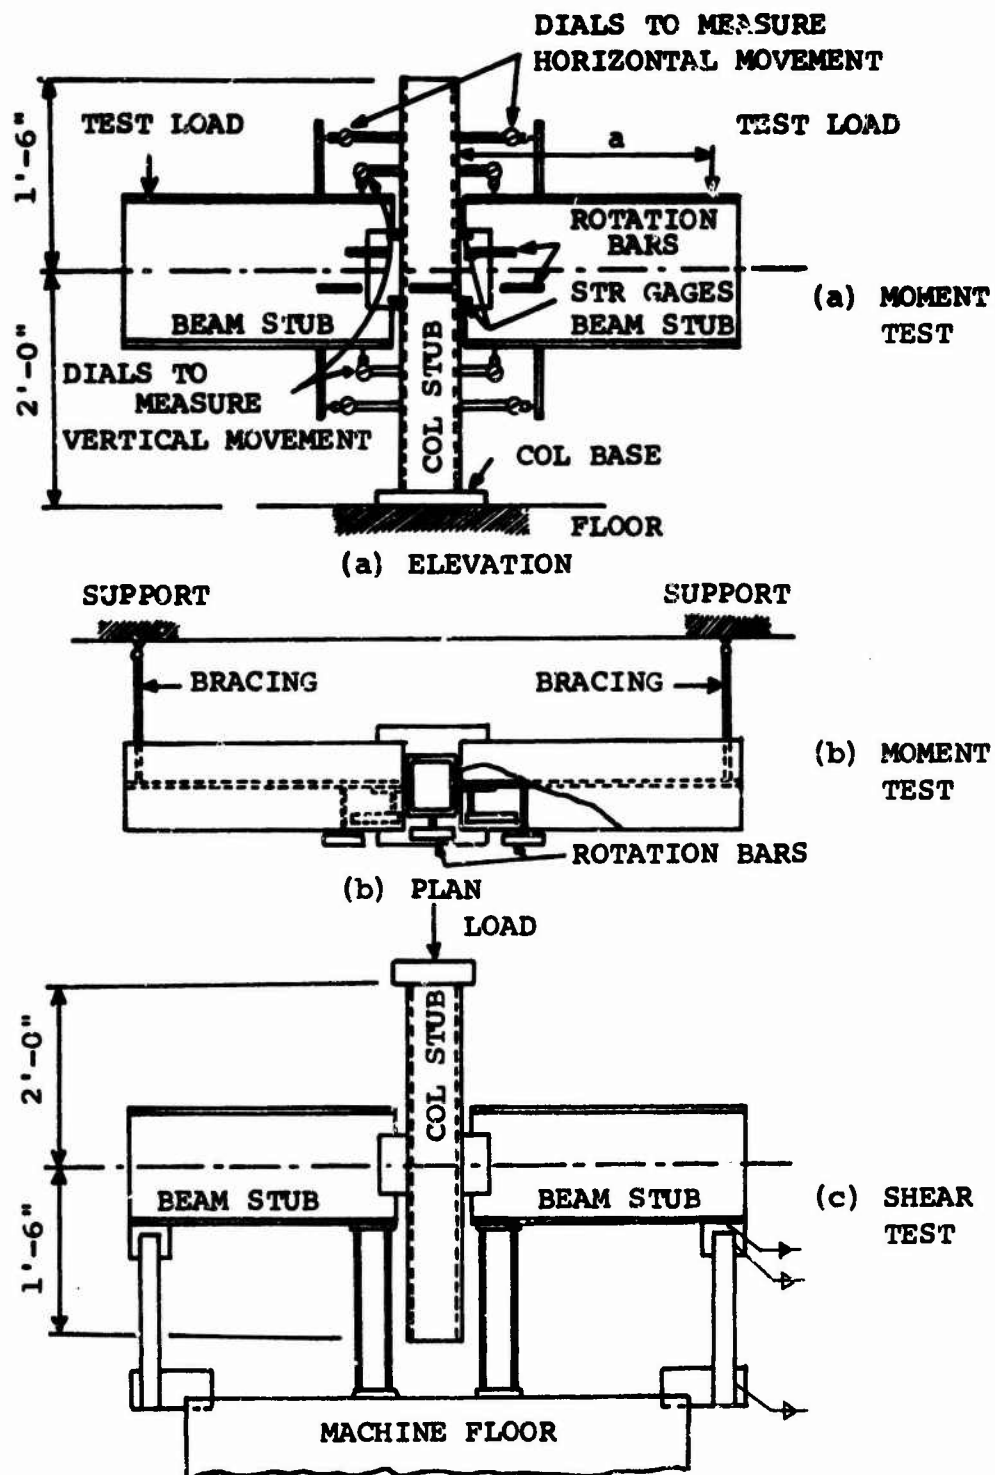 DIALS TO MEASURE
HORIZONTAL MOVEMENT
TEST LOAD
a
TEST LOAD
1'-6"
ROTATION
BARS
STR GAGES
BEAM STUB
BEAM STUB
(a) MOMENT
TEST
2'-0"
DIALS TO
MEASURE
VERTICAL MOVEMENT
COL STUB
COL BASE
FLOOR
(a) ELEVATION
SUPPORT
SUPPORT
BRACING
BRACING
(b) MOMENT
TEST
ROTATION BARS
(b) PLAN
LOAD
COL STUB
2'-0"
BEAM STUB
BEAM STUB
(c) SHEAR
TEST
1'-6"
MACHINE FLOOR